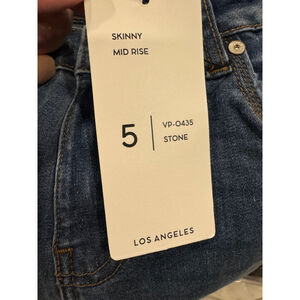 SKINNY
MID RISE
5
VP-0435
STONE
LOS ANGELES